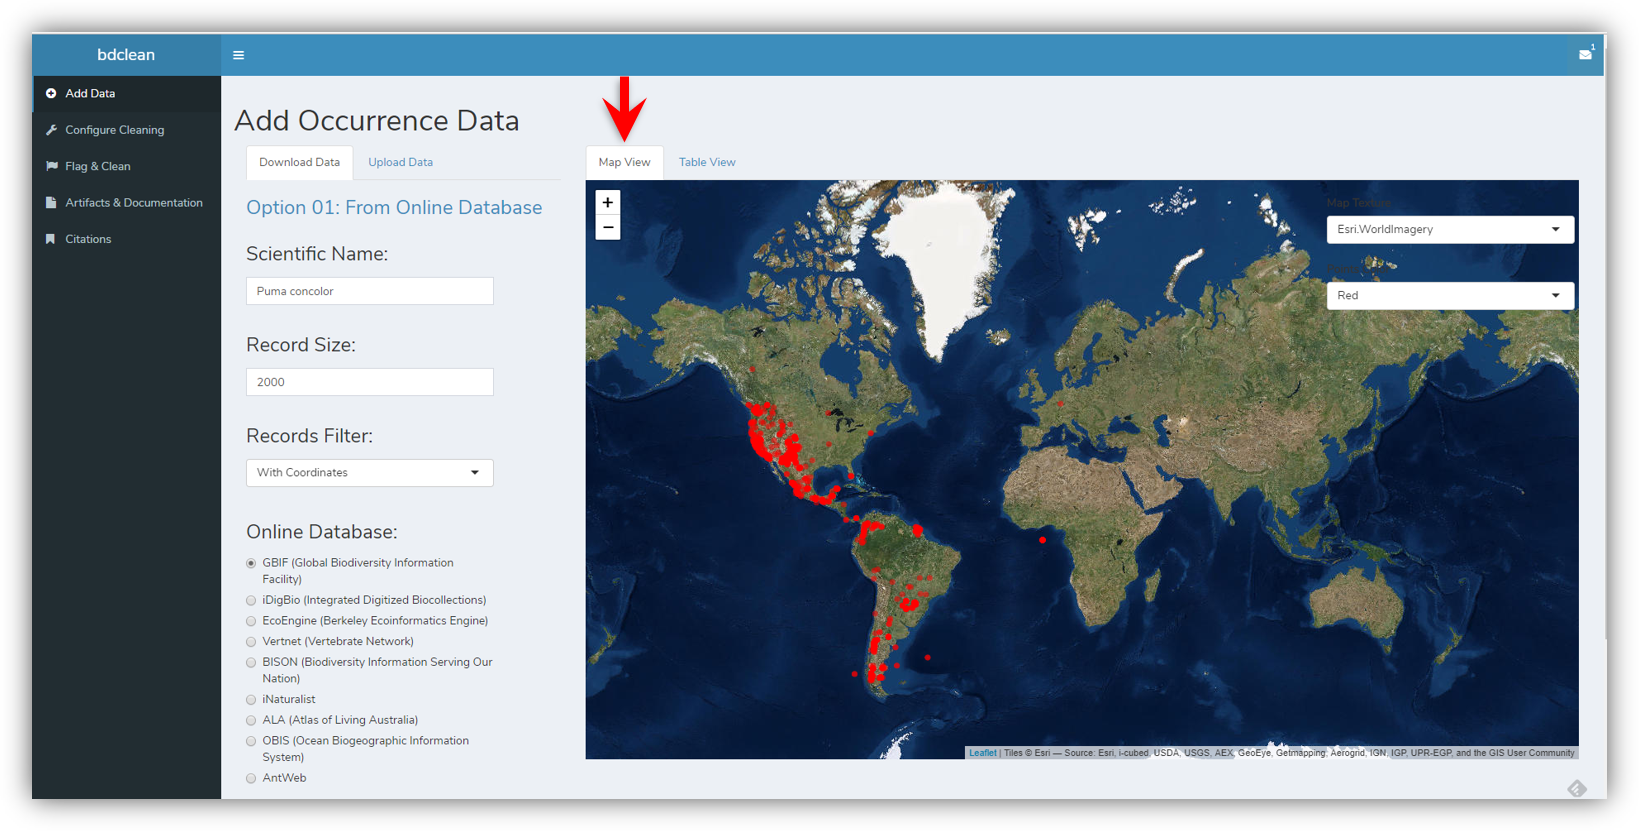 bdclean
1
Add Data
Configure Cleaning
Flag & Clean
Artifacts & Documentation
Citations
Add Occurrence Data
Download Data
Upload Data
Option 01: From Online Database
Scientific Name:
Puma concolor
Record Size:
2000
Records Filter:
With Coordinates
Online Database:
GBIF (Global Biodiversity Information
Facility)
iDigBio (Integrated Digitized Biocollections)
EcoEngine (Berkeley Ecoinformatics Engine)
Vertnet (Vertebrate Network)
BISON (Biodiversity Information Serving Our
Nation)
iNaturalist
ALA (Atlas of Living Australia)
OBIS (Ocean Biogeographic Information
System)
AntWeb
Map View
Table View
+
−
Map Texture
Esri.WorldImagery
Red
Leaflet | Tiles © Esri — Source: Esri, i-cubed, USDA, USGS, AEX, GeoEye, Getmapping, Aerogrid, IGN, IGP, UPR-EGP, and the GIS User Community